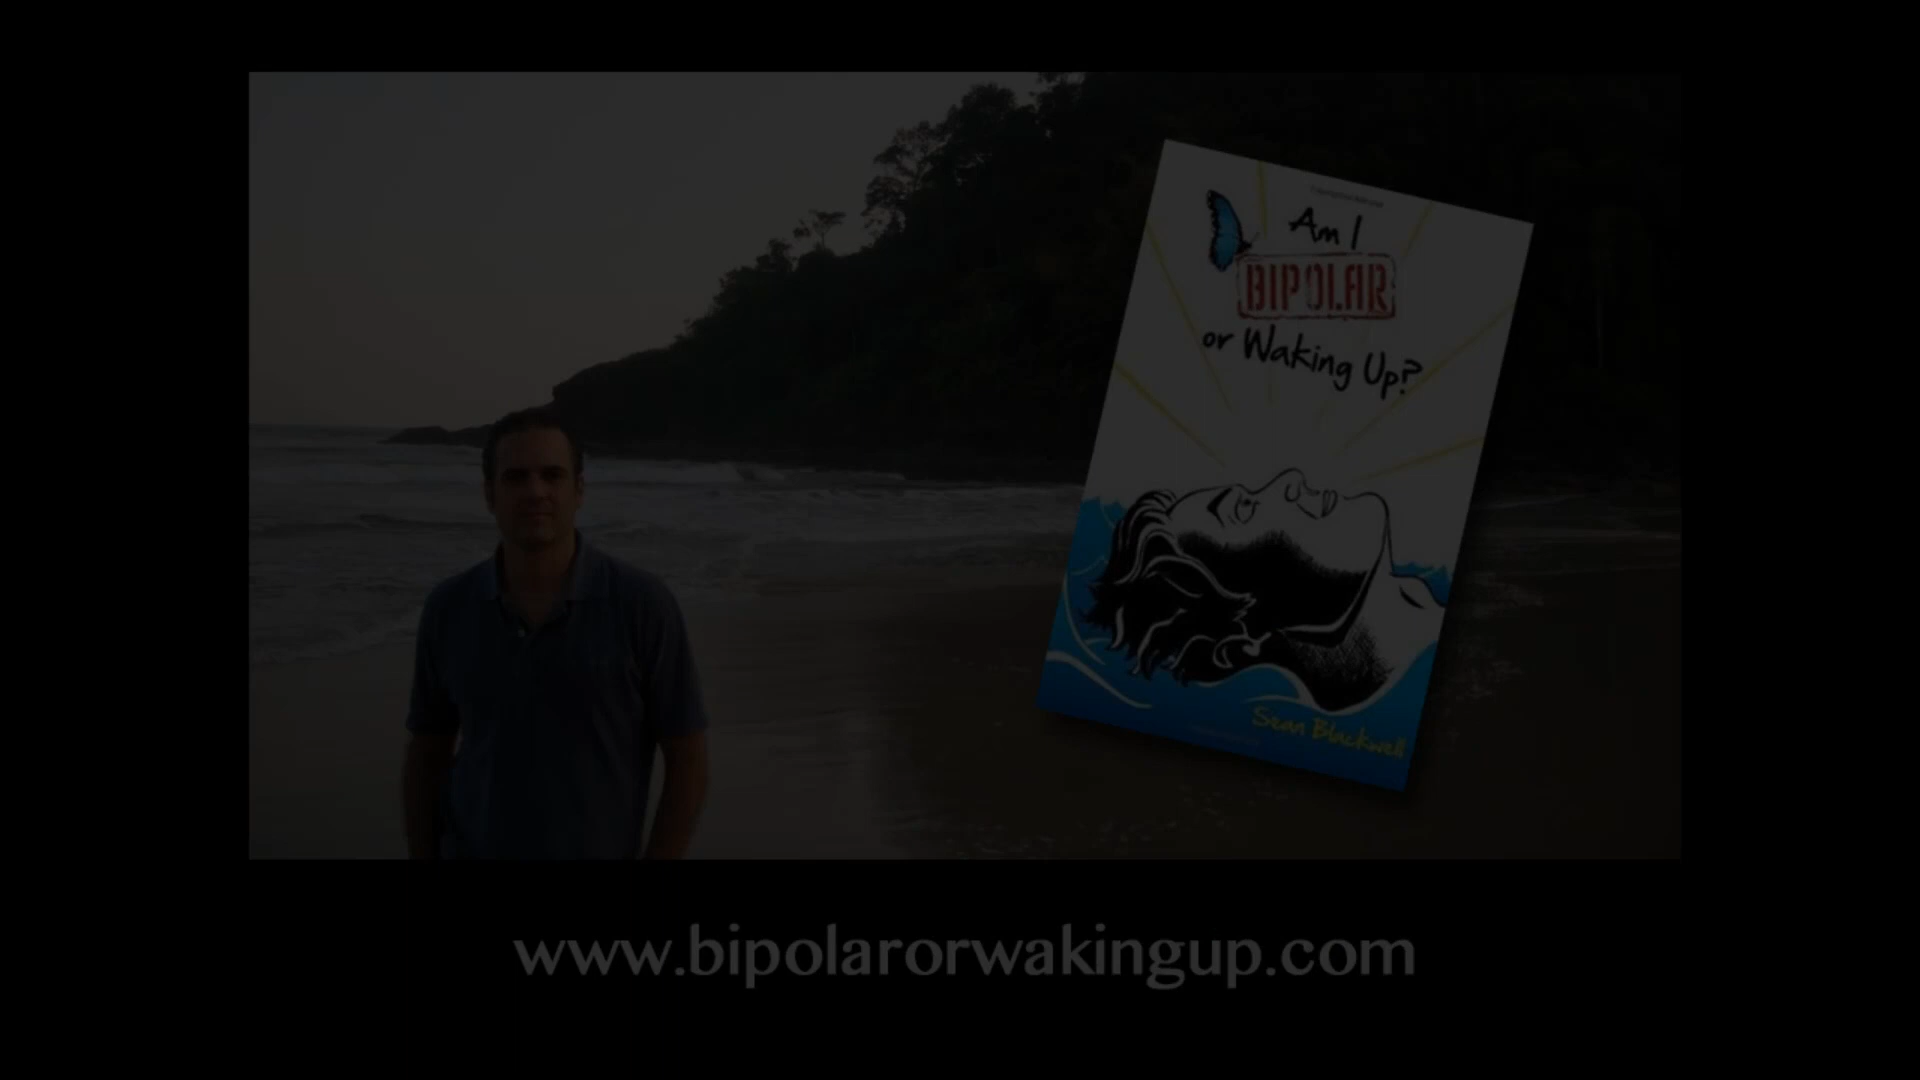 Am I
BIPOLAR
or Waking Up?
Sean Blackwell
www.bipolarorwakingup.com